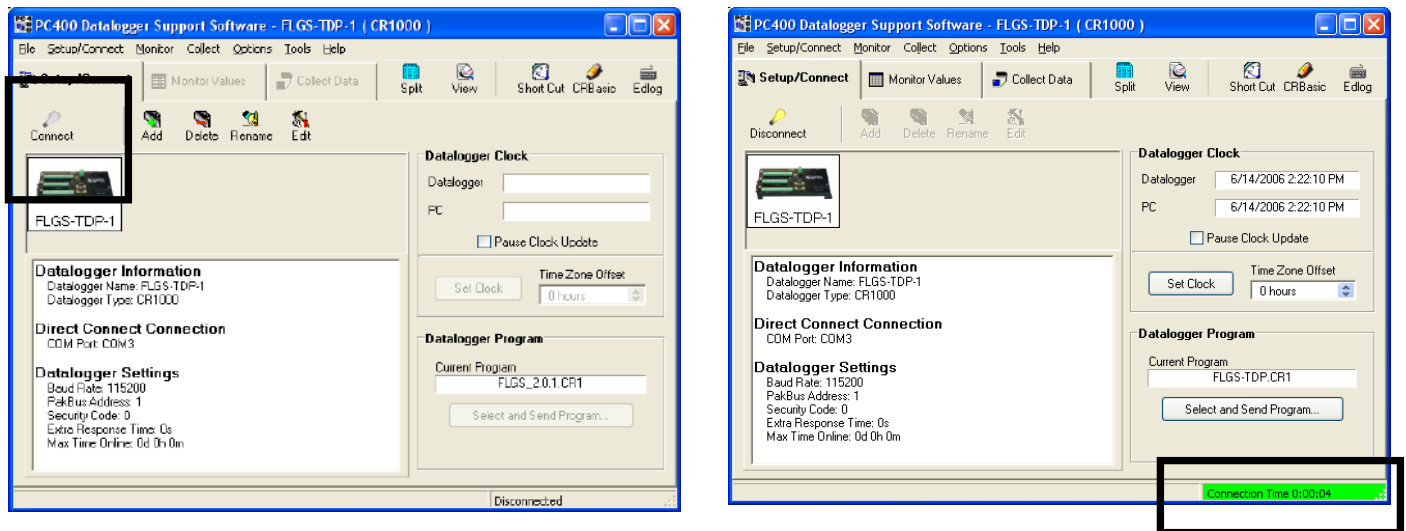 PC400 Datalogger Support Software - FLGS-TDP-1 ( CR1000 )
File Setup/Connect Monitor Collect Options Tools Help
Setup/Connect Monitor Values Collect Data Split View Short Cut CRBasic Edlog
Connect Add Delete Rename Edit
FLGS-TDP-1
Datalogger Clock
Datalogger
PC
Pause Clock Update
Set Clock
Time Zone Offset
0 hours
Datalogger Information
Datalogger Name: FLGS-TDP-1
Datalogger Type: CR1000
Direct Connect Connection
COM Port: COM3
Datalogger Settings
Baud Rate: 115200
PakBus Address: 1
Security Code: 0
Extra Response Time: 0s
Max Time Online: 0d 0h 0m
Datalogger Program
Current Program
FLGS_2.0.1.CR1
Select and Send Program...
Disconnected
PC400 Datalogger Support Software - FLGS-TDP-1 ( CR1000 )
File Setup/Connect Monitor Collect Options Tools Help
Setup/Connect Monitor Values Collect Data Split View Short Cut CRBasic Edlog
Disconnect Add Delete Rename Edit
FLGS-TDP-1
Datalogger Clock
Datalogger 6/14/2006 2:22:10 PM
PC 6/14/2006 2:22:10 PM
Pause Clock Update
Set Clock
Time Zone Offset
0 hours
Datalogger Information
Datalogger Name: FLGS-TDP-1
Datalogger Type: CR1000
Direct Connect Connection
COM Port: COM3
Datalogger Settings
Baud Rate: 115200
PakBus Address: 1
Security Code: 0
Extra Response Time: 0s
Max Time Online: 0d 0h 0m
Datalogger Program
Current Program
FLGS-TDP.CR1
Select and Send Program...
Connection Time 0:00:04